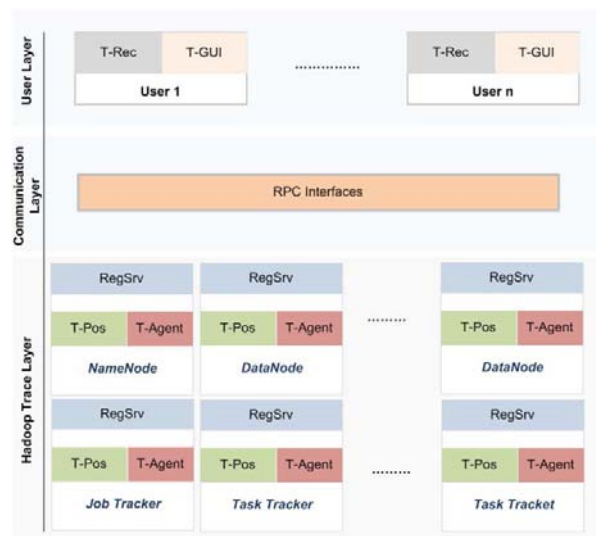 User Layer
T-Rec T-GUI T-Rec T-GUI
...............
User 1 User n
Communication
Layer
RPC Interfaces
Hadoop Trace Layer
RegSrv RegSrv RegSrv
.........
T-Pos T-Agent T-Pos T-Agent T-Pos T-Agent
NameNode DataNode DataNode
RegSrv RegSrv RegSrv
T-Pos T-Agent T-Pos T-Agent T-Pos T-Agent
.........
Job Tracker Task Tracker Task Tracket